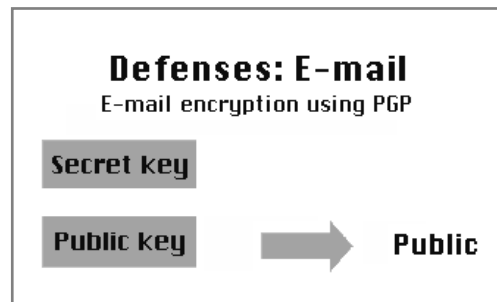 Defenses: E-mail
E-mail encryption using PGP
Secret key
Public key
Public